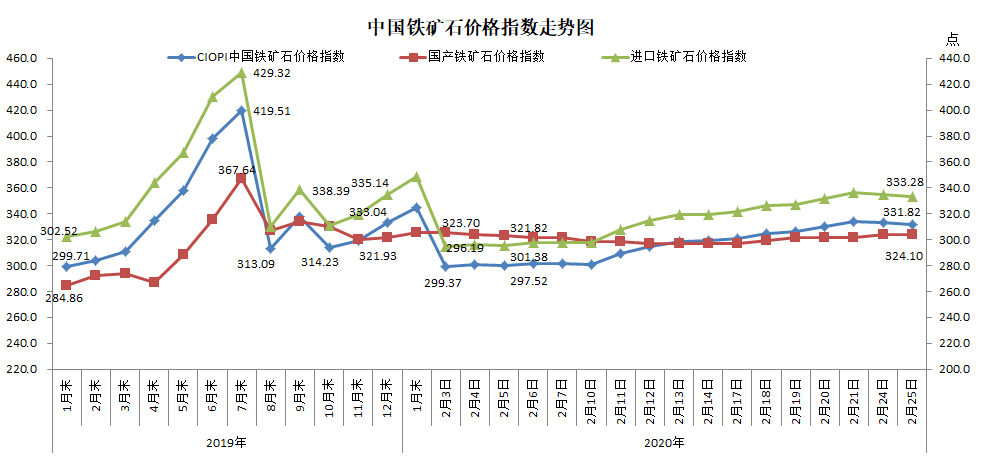 中国铁矿石价格指数走势图
点
CIOPI中国铁矿石价格指数 国产铁矿石价格指数 进口铁矿石价格指数
460.0 440.0
440.0 420.0
420.0 400.0
400.0 380.0
380.0 360.0
360.0 340.0
340.0 320.0
320.0 300.0
300.0 280.0
280.0 260.0
260.0 240.0
240.0 220.0
220.0 200.0
429.32
419.51
367.64
338.39 335.14 333.28
333.04 323.70 321.82 331.82
302.52
299.71 313.09 314.23 321.93 296.19 301.38 324.10
284.86 299.37 297.52
1月末 2月末 3月末 4月末 5月末 6月末 7月末 8月末 9月末 10月末 11月末 12月末 1月末 2月3日 2月4日 2月5日 2月6日 2月7日 2月10日 2月11日 2月12日 2月13日 2月14日 2月17日 2月18日 2月19日 2月20日 2月21日 2月24日 2月25日
2019年 2020年